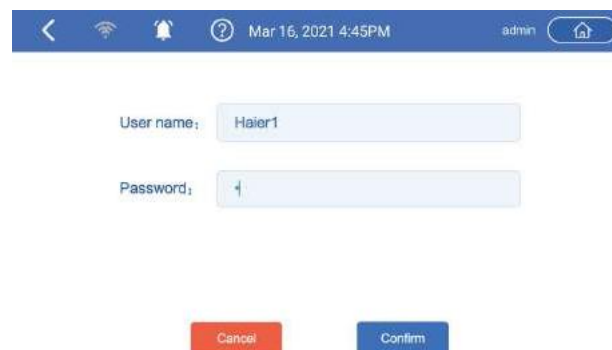 Mar 16, 2021 4:45PM admin
User name: Haier1
Password:
Cancel Confirm